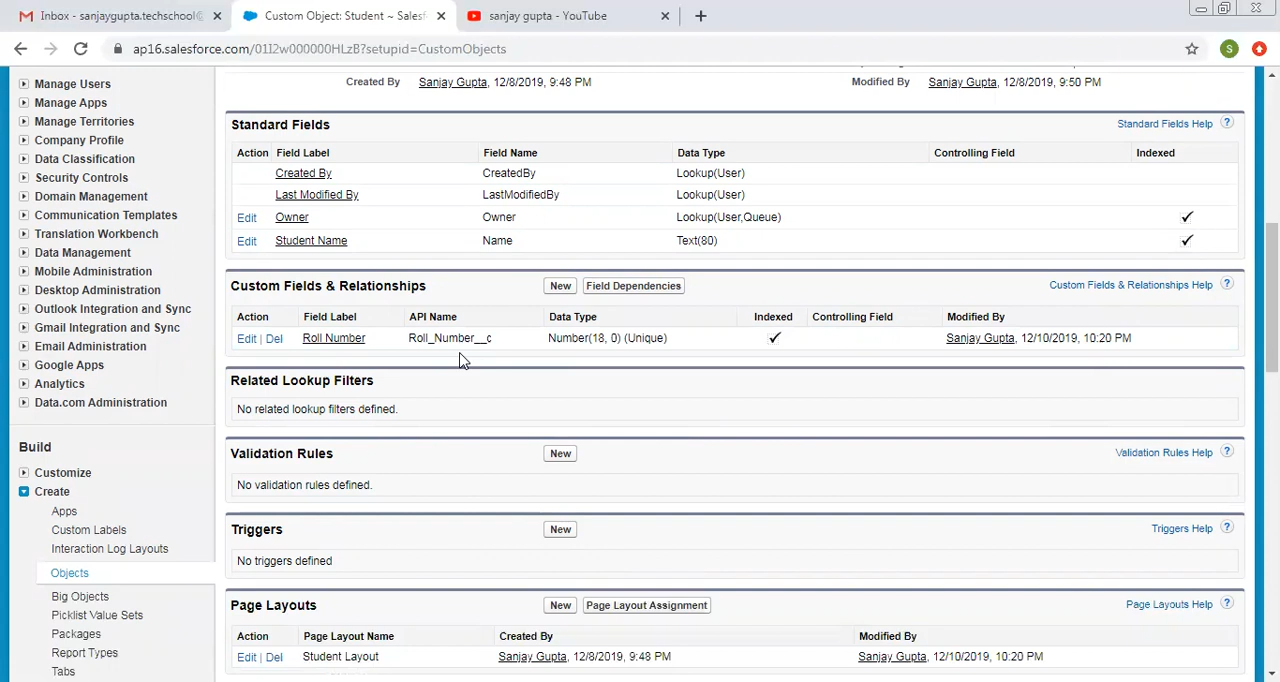 Inbox - sanjaygupta.techschool@
Custom Object: Student ~ Salesf
sanjay gupta - YouTube
ap16.salesforce.com/01I2w000000HLzB?setupid=CustomObjects
S
Manage Users
Manage Apps
Manage Territories
Company Profile
Data Classification
Security Controls
Domain Management
Communication Templates
Translation Workbench
Data Management
Mobile Administration
Desktop Administration
Outlook Integration and Sync
Gmail Integration and Sync
Email Administration
Google Apps
Analytics
Data.com Administration
Build
Customize
Create
Apps
Custom Labels
Interaction Log Layouts
Objects
Big Objects
Picklist Value Sets
Packages
Report Types
Tabs
Created By Sanjay Gupta, 12/8/2019, 9:48 PM Modified By Sanjay Gupta, 12/8/2019, 9:50 PM
Standard Fields Standard Fields Help ?
Action Field Label Field Name Data Type Controlling Field Indexed
Created By CreatedBy Lookup(User)
Last Modified By LastModifiedBy Lookup(User)
Edit Owner Owner Lookup(User,Queue) ✓
Edit Student Name Name Text(80) ✓
Custom Fields & Relationships New Field Dependencies Custom Fields & Relationships Help ?
Action Field Label API Name Data Type Indexed Controlling Field Modified By
Edit | Del Roll Number Roll_Number__c Number(18, 0) (Unique) ✓ Sanjay Gupta, 12/10/2019, 10:20 PM
Related Lookup Filters
No related lookup filters defined.
Validation Rules New Validation Rules Help ?
No validation rules defined.
Triggers New Triggers Help ?
No triggers defined
Page Layouts New Page Layout Assignment Page Layouts Help ?
Action Page Layout Name Created By Modified By
Edit | Del Student Layout Sanjay Gupta, 12/8/2019, 9:48 PM Sanjay Gupta, 12/10/2019, 10:20 PM